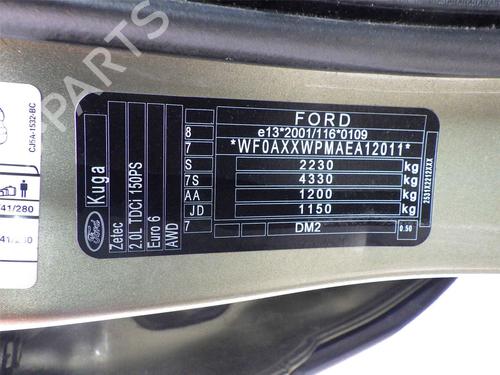 PARTS
CJ5A-1532-BC
41/280
FORD
8 e13*2001/116*0109
7 *WF0AXXWPMAEA12011*
S 2230 kg
7S 4330 kg
AA 1200 kg
JD 1150 kg
7 DM2 0.50
2531X2212XXX
Kuga
Ford
Zetec
2.0L TDCi 150PS
Euro 6
AWD